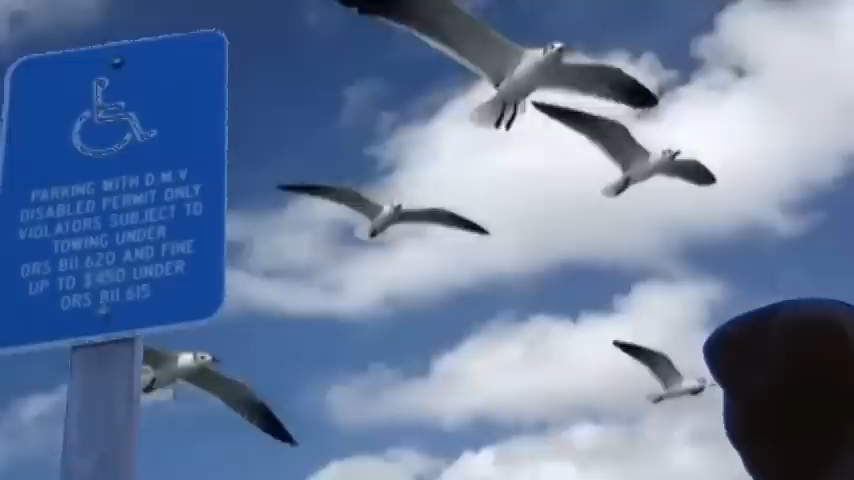 PARKING WITH D M V
DISABLED PERMIT ONLY
VIOLATORS SUBJECT TO
TOWING UNDER
ORS 811 620 AND FINE
UP TO $450 UNDER
ORS 811 615